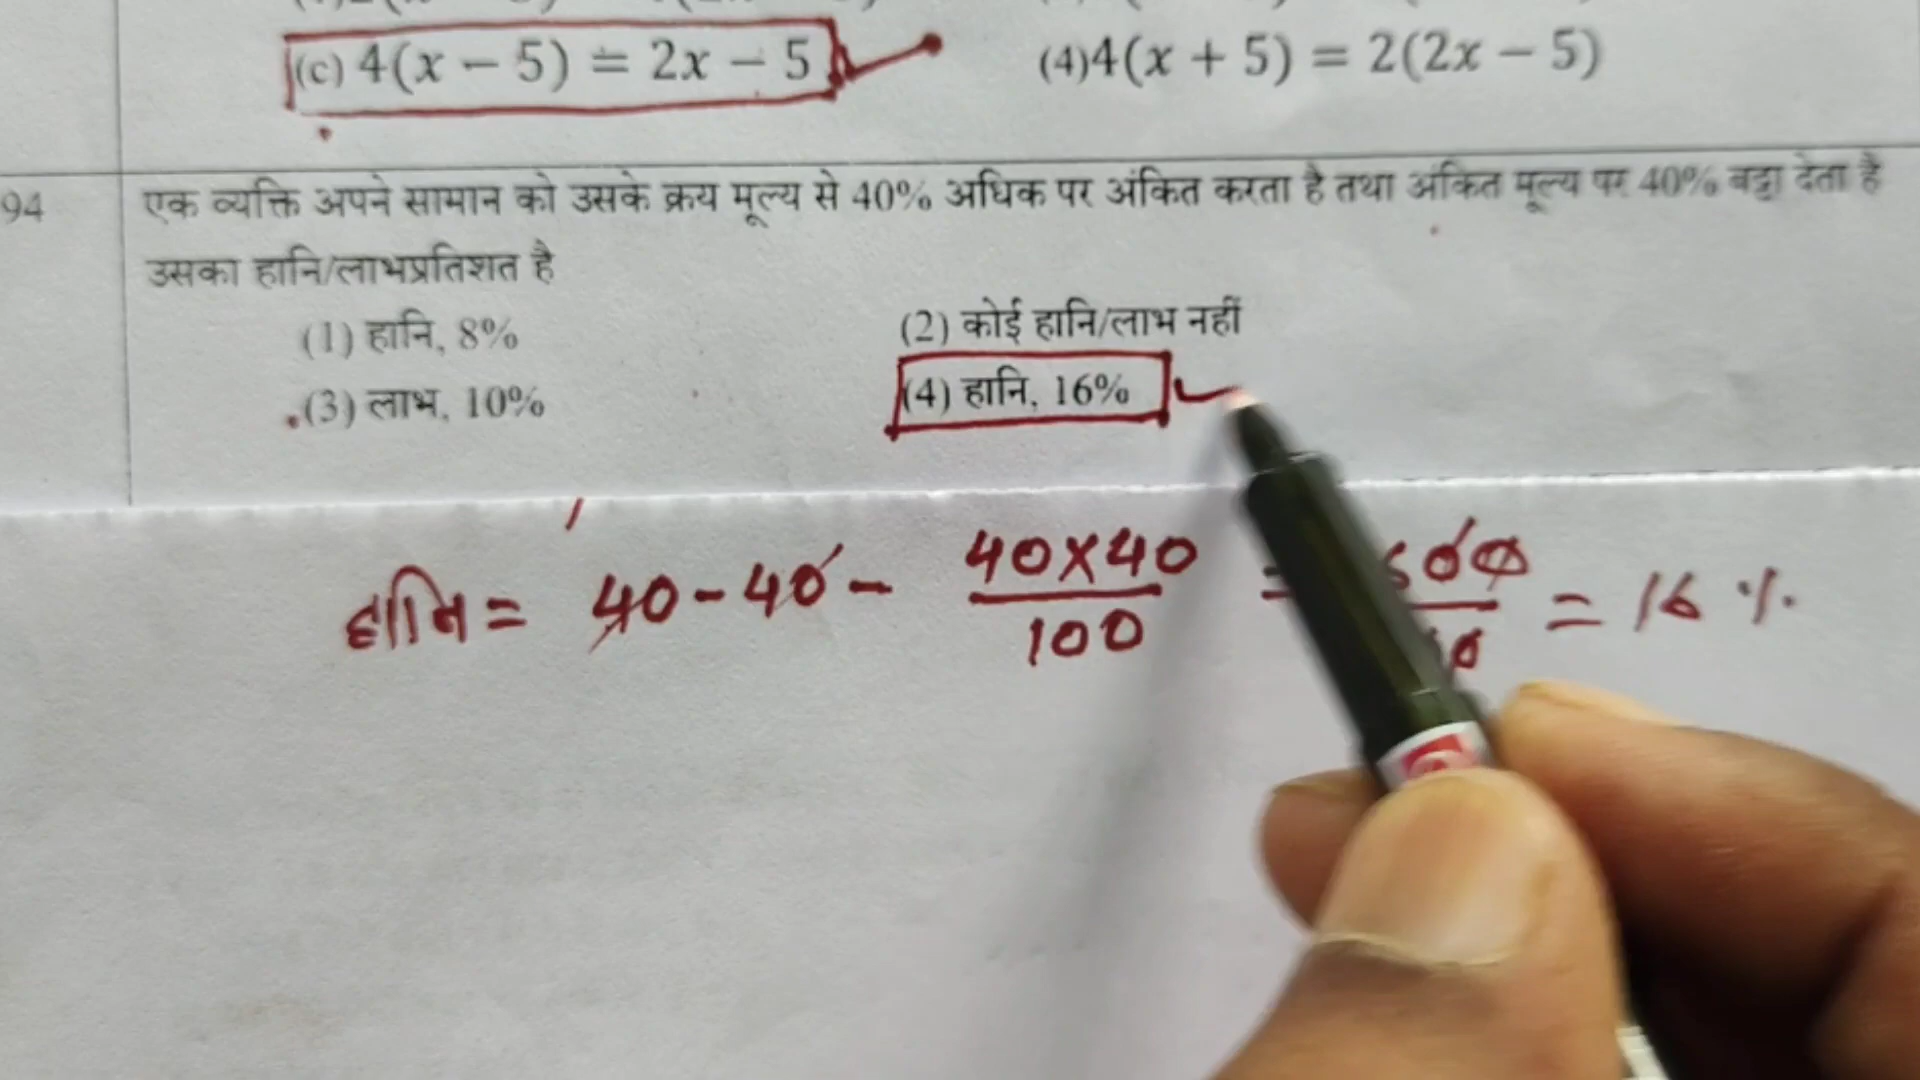 (c) 4(x − 5) = 2x − 5
(4)4(x + 5) = 2(2x − 5)
94
एक व्यक्ति अपने सामान को उसके क्रय मूल्य से 40% अधिक पर अंकित करता है तथा अंकित मूल्य पर 40% बट्टा देता है
उसका हानि/लाभप्रतिशत है
(1) हानि, 8%
(2) कोई हानि/लाभ नहीं
(3) लाभ, 10%
(4) हानि, 16%
हानि = 40 - 40 - 40×40/100 = = 16 %